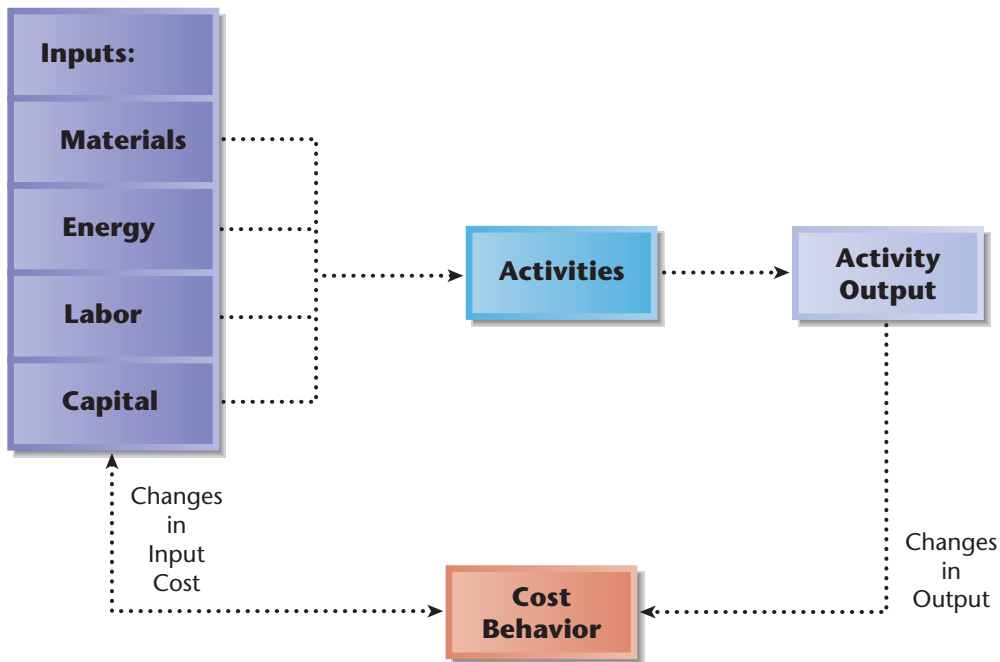 Inputs:
Materials
Energy
Labor
Capital
Activities
Activity
Output
Changes
in
Input
Cost
Cost
Behavior
Changes
in
Output